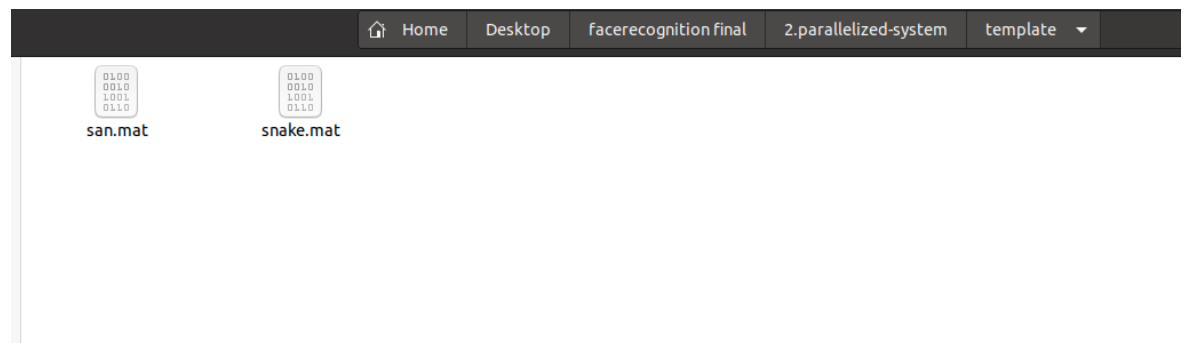 Home Desktop facerecognition final 2.parallelized-system template
0100 0100
0010 0010
1001 1001
0110 0110
san.mat snake.mat